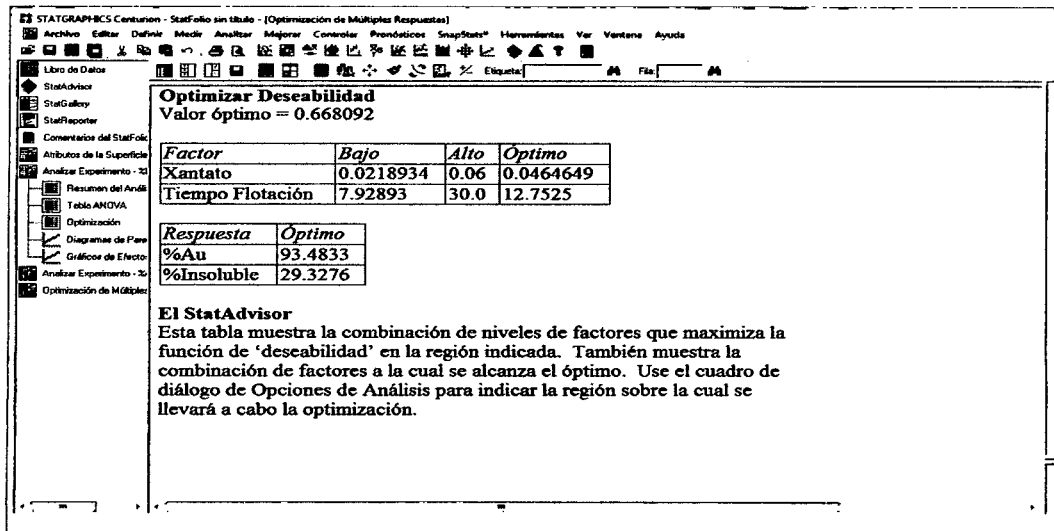 STATGRAPHICS Centurion - StatFolio sin título - [Optimización de Múltiples Respuestas]
Archivo Editar Definir Medir Analizar Mejorar Controlar Pronósticos SnapStats" Herramientas Ver Ventana Ayuda
Etiqueta: Fila:
Libro de Datos
StatAdvisor
StatGallery
StatReporter
Comentarios del StatFolio
Atributos de la Superficie
Analizar Experimento - %
Resumen del Análi
Tabla ANOVA
Optimización
Diagramas de Pare
Gráficos de Efecto
Analizar Experimento - %
Optimización de Múltiples
Optimizar Deseabilidad
Valor óptimo = 0.668092
Factor Bajo Alto Óptimo
Xantato 0.0218934 0.06 0.0464649
Tiempo Flotación 7.92893 30.0 12.7525
Respuesta Óptimo
%Au 93.4833
%Insoluble 29.3276
El StatAdvisor
Esta tabla muestra la combinación de niveles de factores que maximiza la
función de ‘deseabilidad’ en la región indicada. También muestra la
combinación de factores a la cual se alcanza el óptimo. Use el cuadro de
diálogo de Opciones de Análisis para indicar la región sobre la cual se
llevará a cabo la optimización.